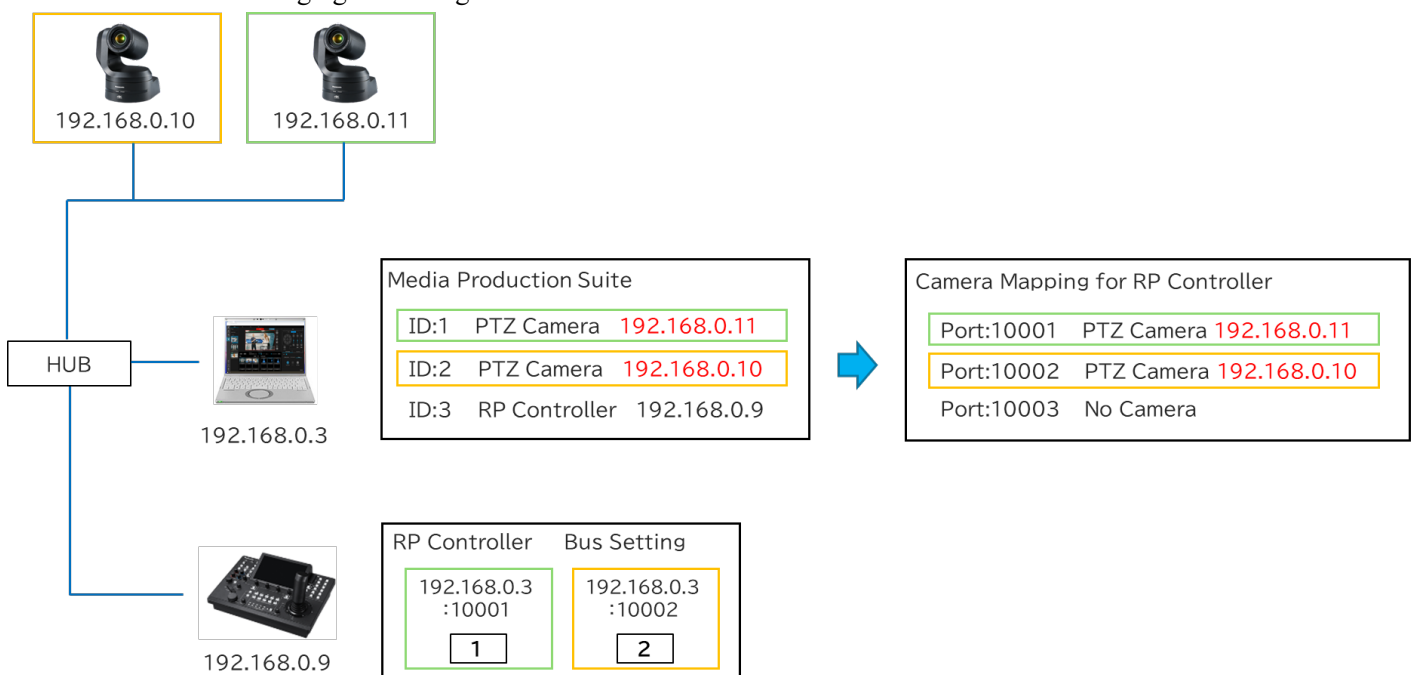 192.168.0.10
192.168.0.11
HUB
192.168.0.3
Media Production Suite
ID:1 PTZ Camera 192.168.0.11
ID:2 PTZ Camera 192.168.0.10
ID:3 RP Controller 192.168.0.9
Camera Mapping for RP Controller
Port:10001 PTZ Camera 192.168.0.11
Port:10002 PTZ Camera 192.168.0.10
Port:10003 No Camera
192.168.0.9
RP Controller Bus Setting
192.168.0.3
:10001
1
192.168.0.3
:10002
2